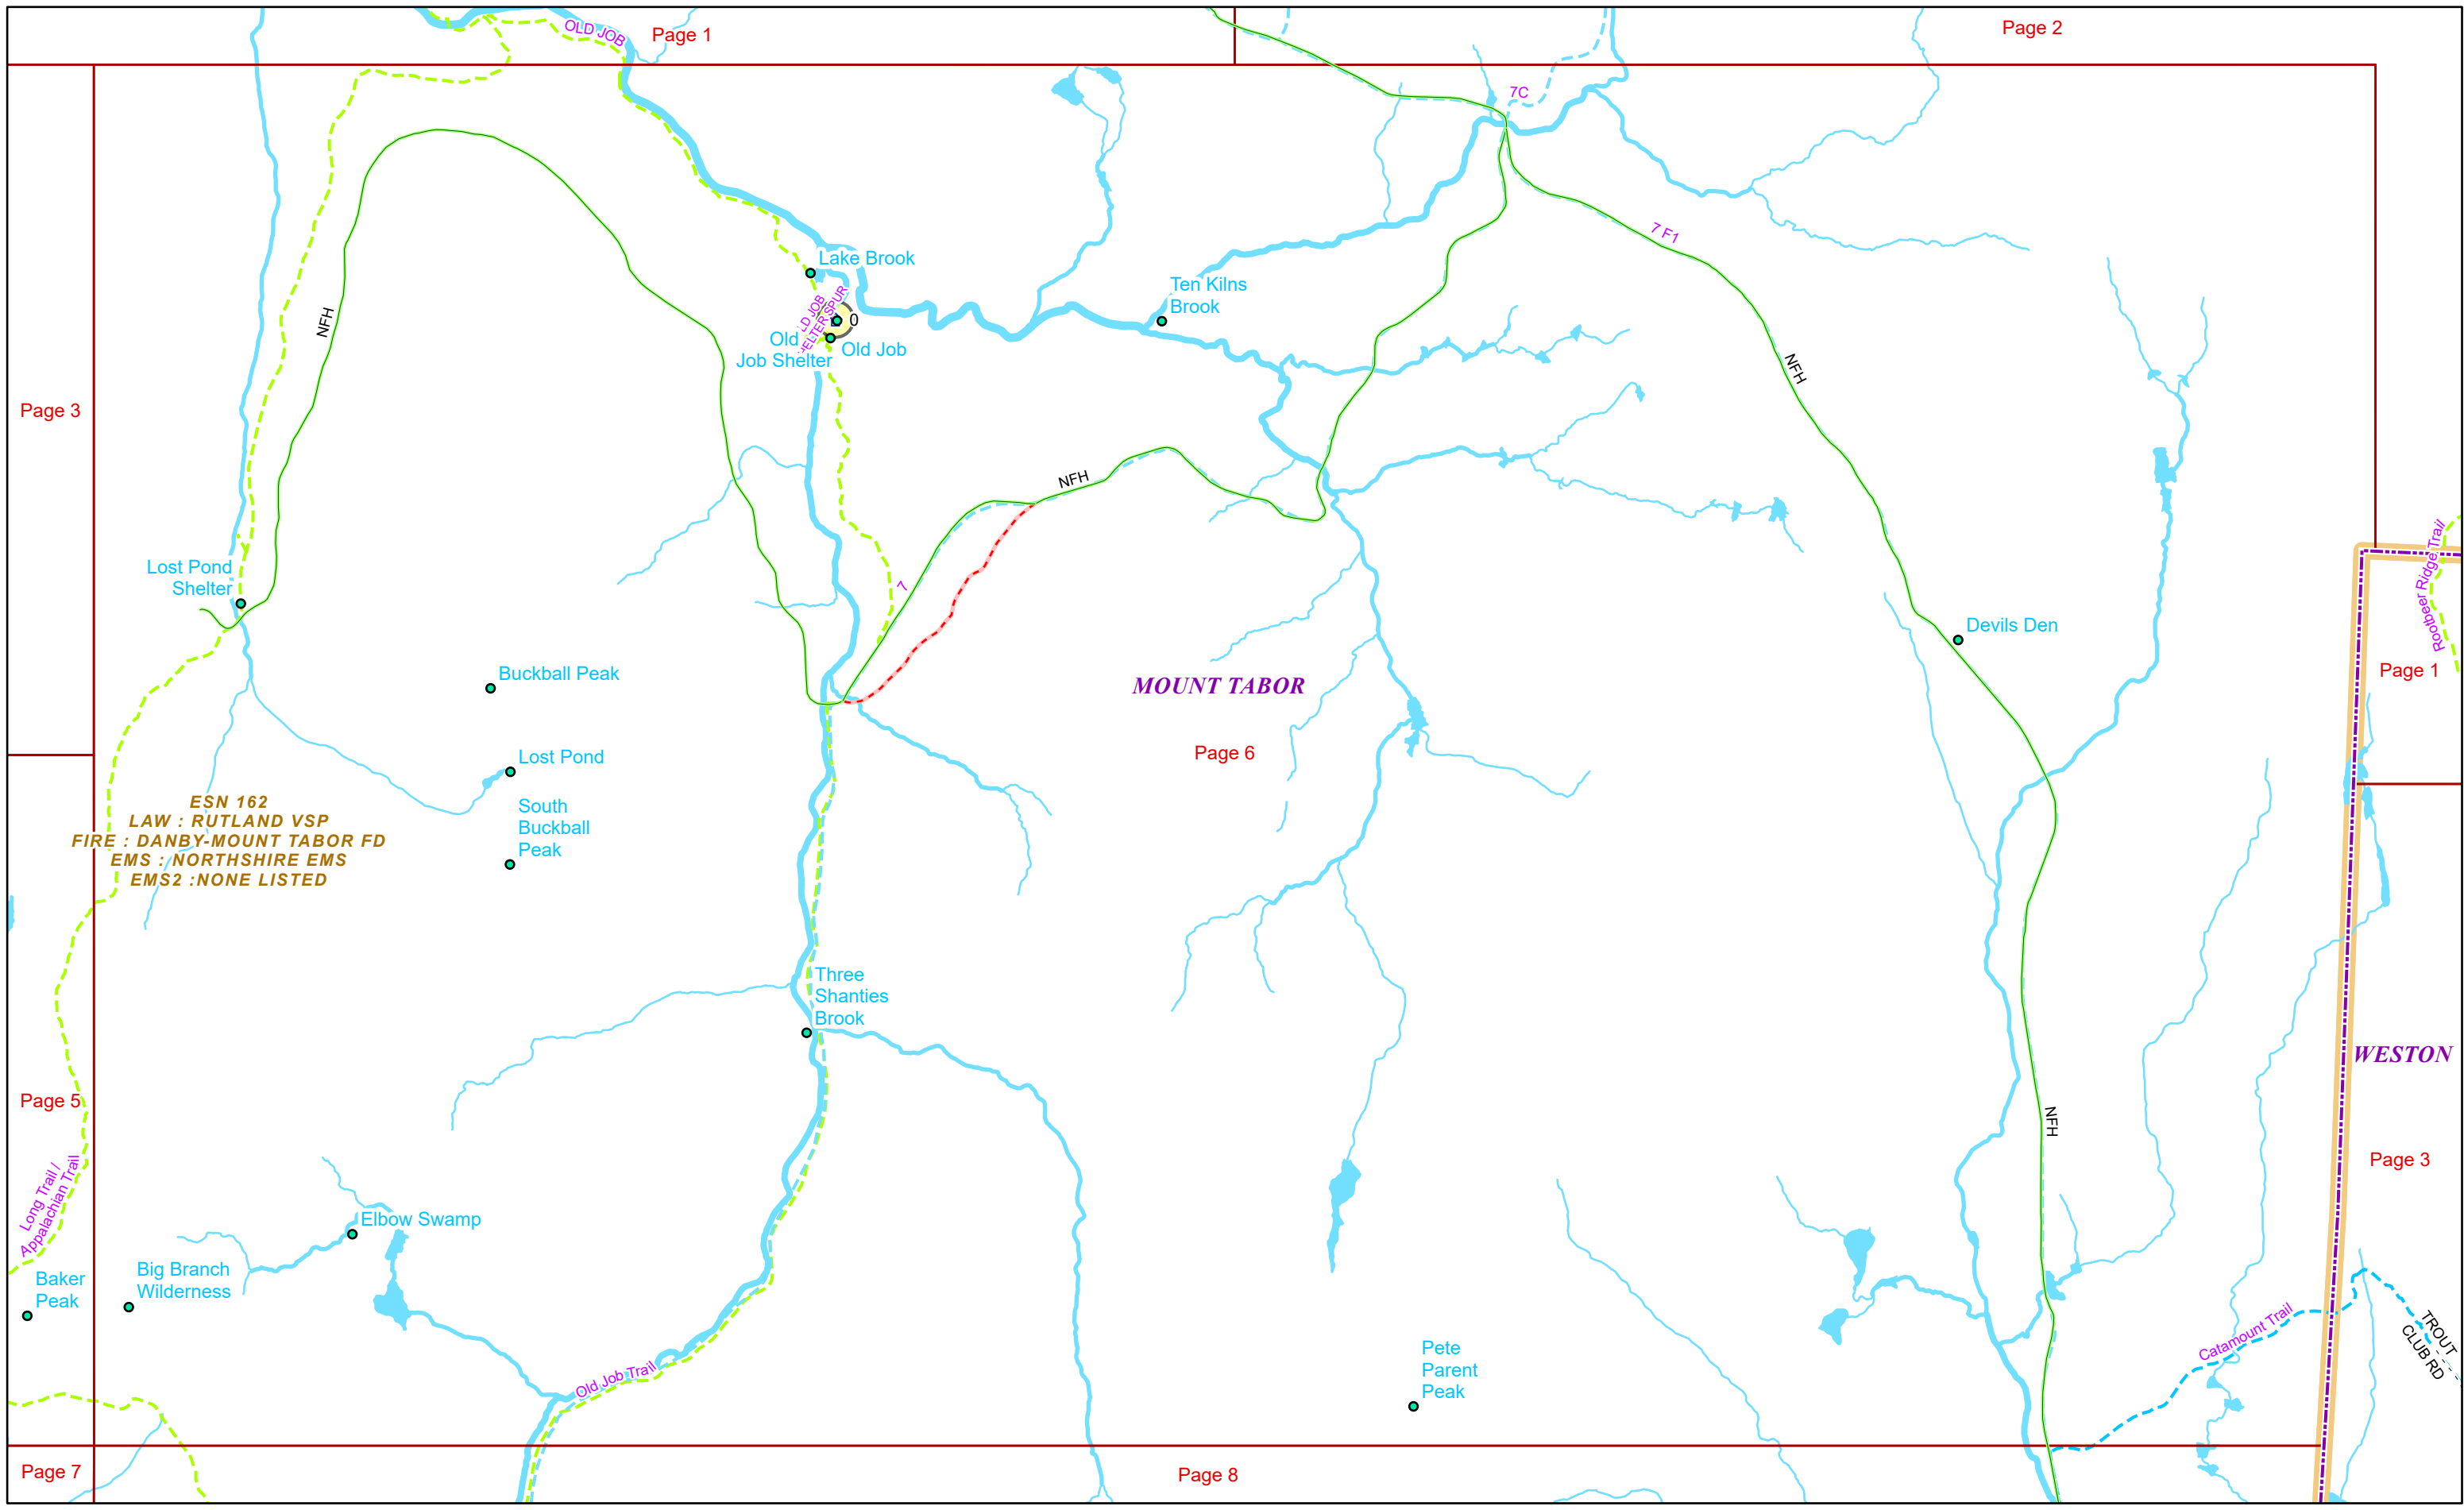 OLD JOB
Page 1
Page 2
7C
7 F1
Lake Brook
Ten Kilns
Brook
NFH
OLD JOB
SHELTER SPUR
0
Old
Job Shelter
Old Job
NFH
Page 3
NFH
Lost Pond
Shelter
7
Rootbeer Ridge Trail
Devils Den
Buckball Peak
MOUNT TABOR
Page 1
Page 6
Lost Pond
ESN 162
LAW : RUTLAND VSP
FIRE : DANBY-MOUNT TABOR FD
EMS : NORTHSHIRE EMS
EMS2 :NONE LISTED
South
Buckball
Peak
Three
Shanties
Brook
WESTON
Page 5
NFH
Page 3
Long Trail /
Appalachian Trail
Elbow Swamp
Big Branch
Wilderness
Baker
Peak
Catamount Trail
TROUT
CLUB RD
Pete
Parent
Peak
Old Job Trail
Page 7
Page 8